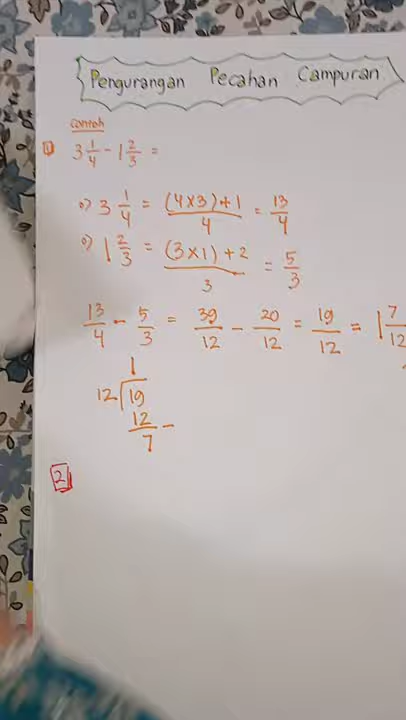 Pengurangan Pecahan Campuran
Contoh
1 3 1/4 - 1 2/3 =
•) 3 1/4 = (4x3)+1/4 = 13/4
•) 1 2/3 = (3x1)+2/3 = 5/3
13/4 - 5/3 = 39/12 - 20/12 = 19/12 = 1 7/12
1
12 19
12 -
7
2